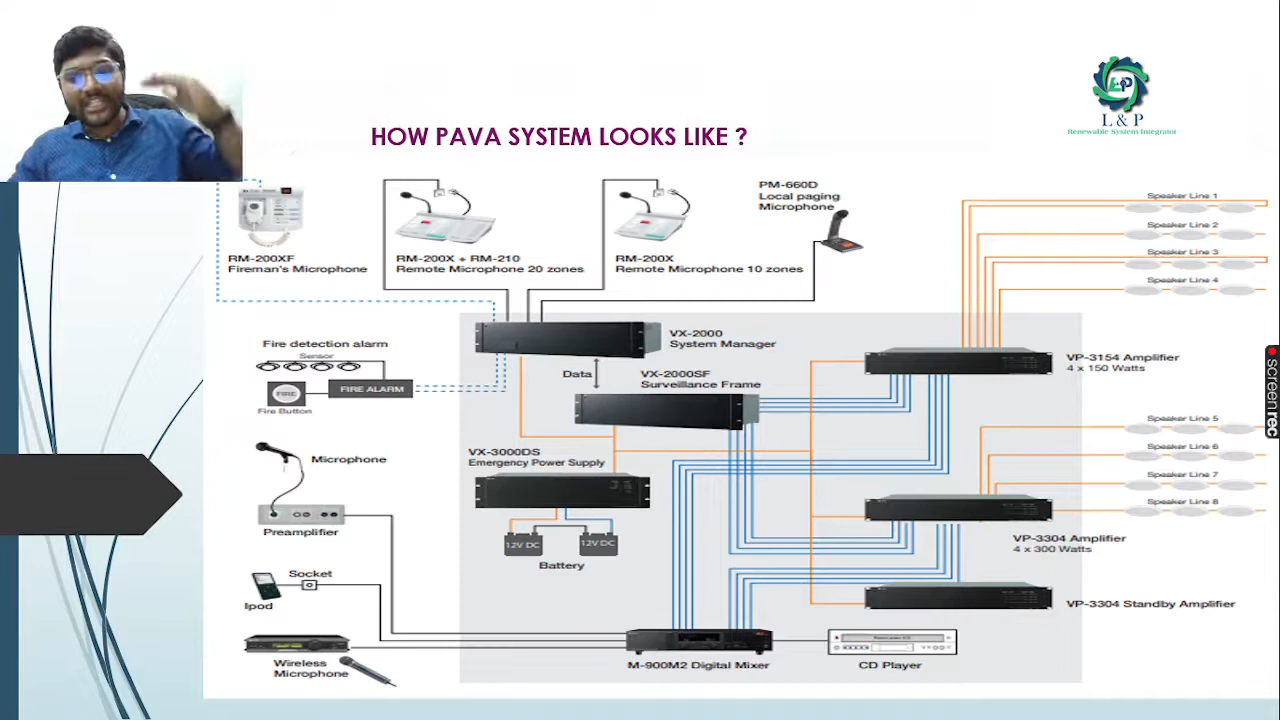 L & P
Renewable System Integrator
HOW PAVA SYSTEM LOOKS LIKE ?
RM-200XF
Fireman's Microphone
RM-200X + RM-210
Remote Microphone 20 zones
RM-200X
Remote Microphone 10 zones
PM-660D
Local paging
Microphone
Speaker Line 1
Speaker Line 2
Speaker Line 3
Speaker Line 4
VX-2000
System Manager
Fire detection alarm
Sensor
FIRE
FIRE ALARM
Fire Button
Data
VX-2000SF
Surveillance Frame
VP-3154 Amplifier
4 x 150 Watts
Microphone
Preamplifier
VX-3000DS
Emergency Power Supply
12V DC
12V DC
Battery
Speaker Line 5
Speaker Line 6
Speaker Line 7
Speaker Line 8
VP-3304 Amplifier
4 x 300 Watts
Socket
Ipod
VP-3304 Standby Amplifier
Wireless
Microphone
M-900M2 Digital Mixer
CD Player
screenrec